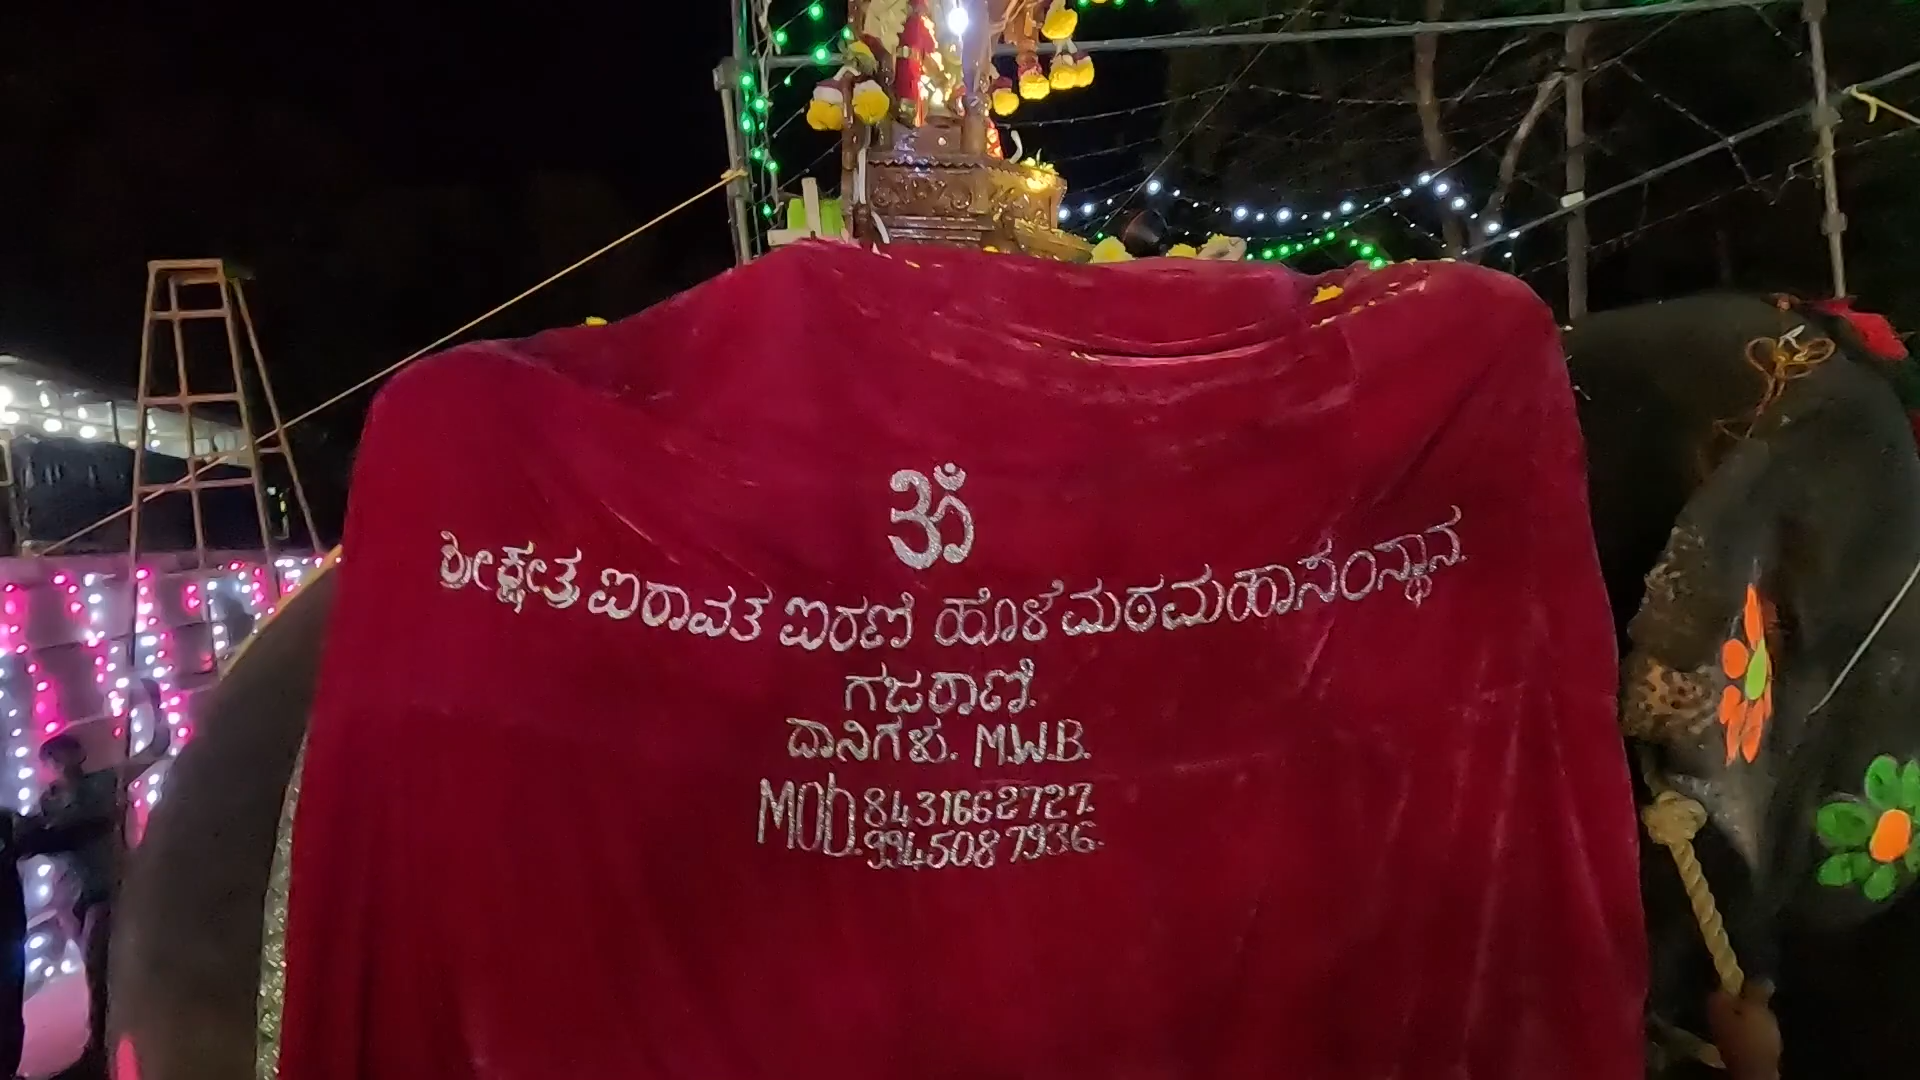 ಓಂ
ಶ್ರೀಕ್ಷೇತ್ರ ಐರಾವತ ಐರಣಿ ಹೊಳೆಮಠಮಹಾಸಂಸ್ಥಾನ.
ಗಜರಾಣಿ.
ದಾನಿಗಳು. M.W.B.
MOb. 8431662727.
9945087936.